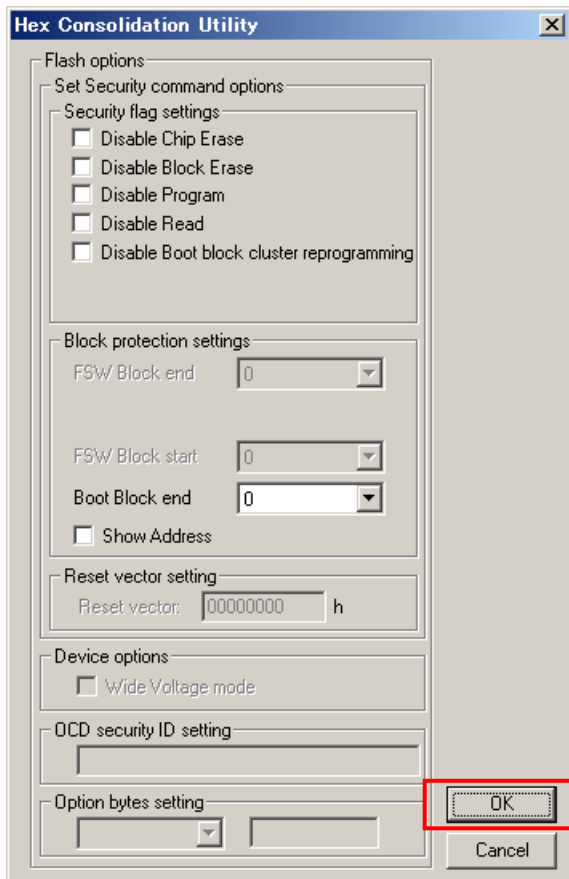 Hex Consolidation Utility
Flash options
Set Security command options
Security flag settings
Disable Chip Erase
Disable Block Erase
Disable Program
Disable Read
Disable Boot block cluster reprogramming
Block protection settings
FSW Block end 0
FSW Block start 0
Boot Block end 0
Show Address
Reset vector setting
Reset vector: 00000000 h
Device options
Wide Voltage mode
OCD security ID setting
OK
Option bytes setting
Cancel